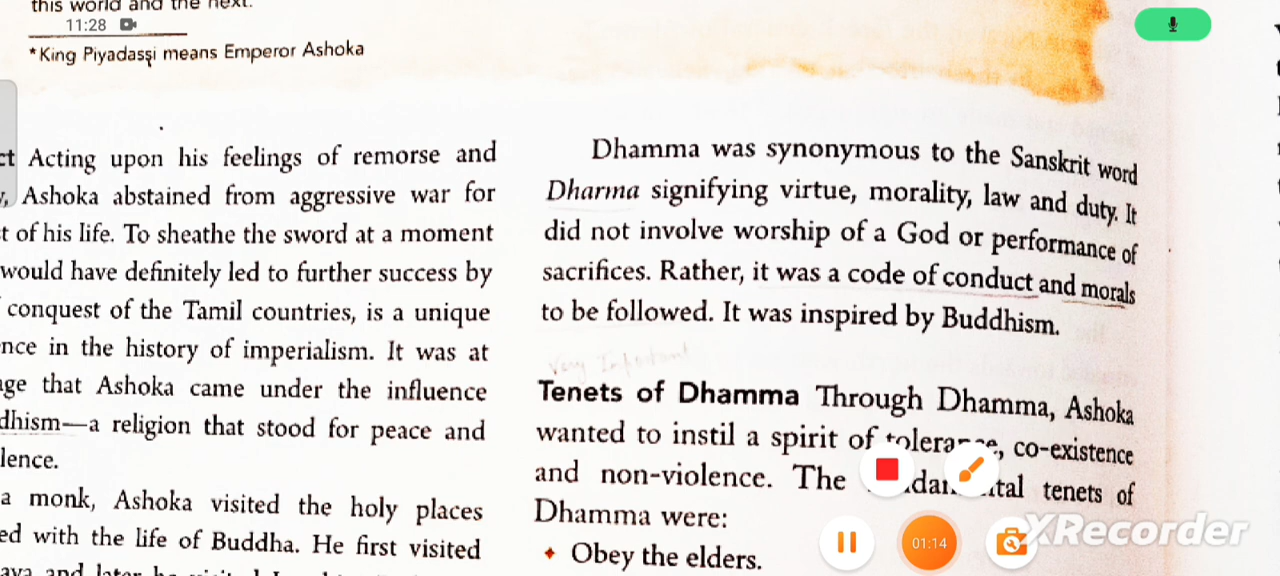 this world and the next.
11:28
*King Piyadassi means Emperor Ashoka
Acting upon his feelings of remorse and
Ashoka abstained from aggressive war for
of his life. To sheathe the sword at a moment
would have definitely led to further success by
conquest of the Tamil countries, is a unique
in the history of imperialism. It was at
that Ashoka came under the influence
—a religion that stood for peace and
a monk, Ashoka visited the holy places
with the life of Buddha. He first visited
and later he
Dhamma was synonymous to the Sanskrit word
Dharma signifying virtue, morality, law and duty. It
did not involve worship of a God or performance of
sacrifices. Rather, it was a code of conduct and morals
to be followed. It was inspired by Buddhism.
Very Important
Tenets of Dhamma Through Dhamma, Ashoka
wanted to instil a spirit of tolerance, co-existence
and non-violence. The tenets of
Dhamma were:
Obey the elders.
01:14
XRecorder